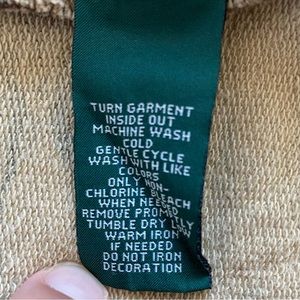 TURN GARMENT
INSIDE OUT
MACHINE WASH
COLD
GENTLE CYCLE
WASH WITH LIKE
COLORS
ONLY NON-
CHLORINE BLEACH
WHEN NEEDED
REMOVE PROMPTLY
TUMBLE DRY LOW
WARM IRON
IF NEEDED
DO NOT IRON
DECORATION